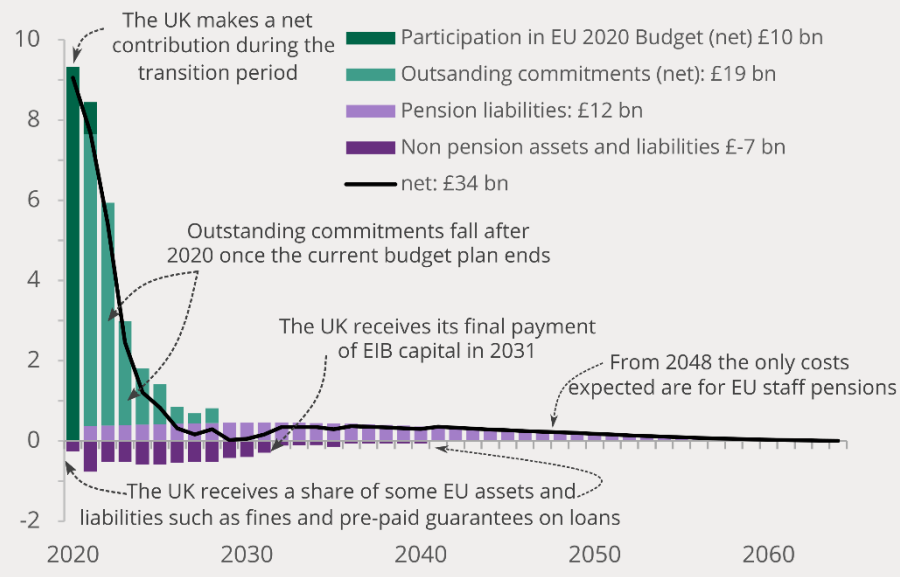 The UK makes a net
contribution during the
transition period
Participation in EU 2020 Budget (net) £10 bn
Outsanding commitments (net): £19 bn
Pension liabilities: £12 bn
Non pension assets and liabilities £-7 bn
net: £34 bn
Outstanding commitments fall after
2020 once the current budget plan ends
The UK receives its final payment
of EIB capital in 2031
From 2048 the only costs
expected are for EU staff pensions
The UK receives a share of some EU assets and
liabilities such as fines and pre-paid guarantees on loans
10
8
6
4
2
0
-2
2020 2030 2040 2050 2060